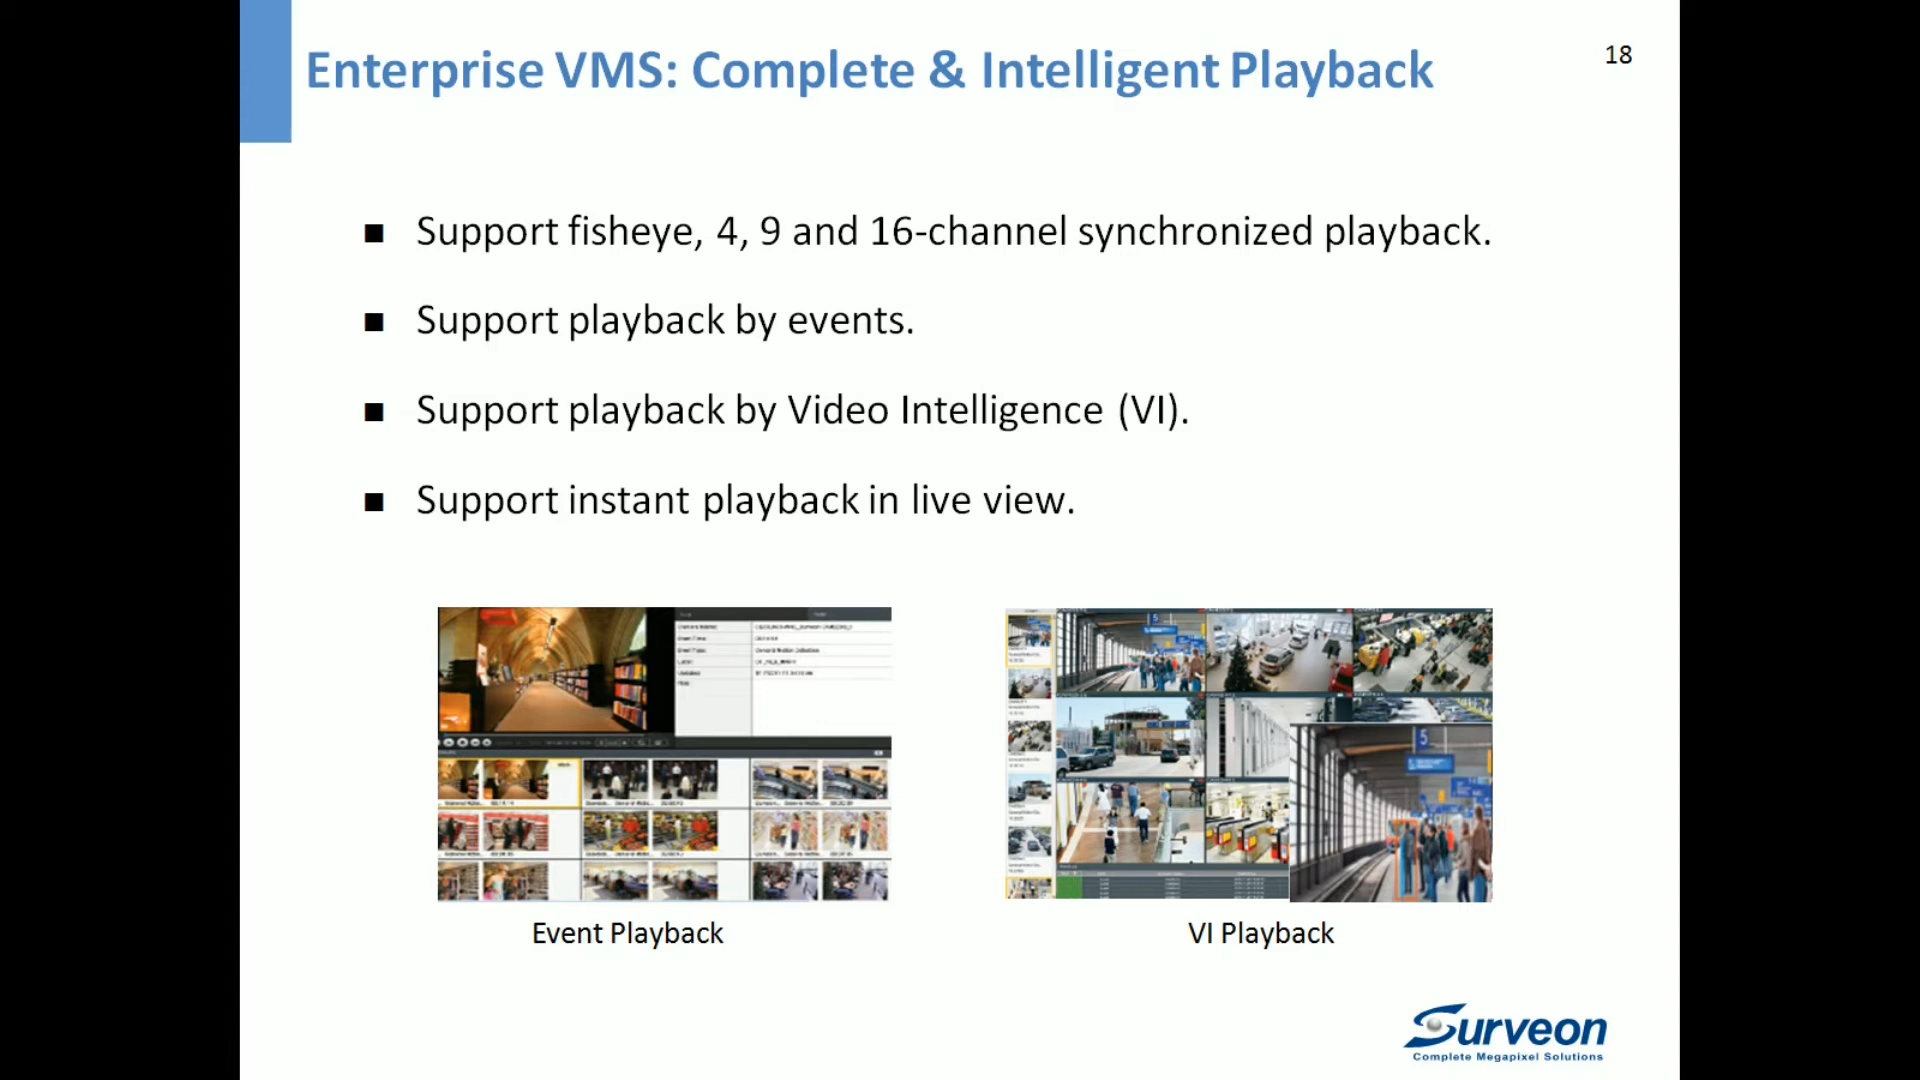 Enterprise VMS: Complete & Intelligent Playback
18
■ Support fisheye, 4, 9 and 16-channel synchronized playback.
■ Support playback by events.
■ Support playback by Video Intelligence (VI).
■ Support instant playback in live view.
5
5
Event Playback
VI Playback
Surveon
Complete Megapixel Solutions